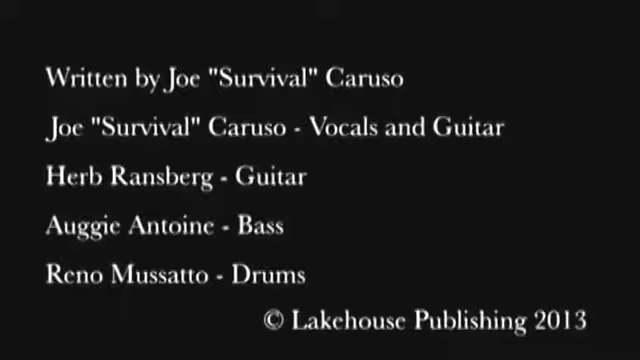 Written by Joe "Survival" Caruso
Joe "Survival" Caruso - Vocals and Guitar
Herb Ransberg - Guitar
Auggie Antoine - Bass
Reno Mussatto - Drums
© Lakehouse Publishing 2013